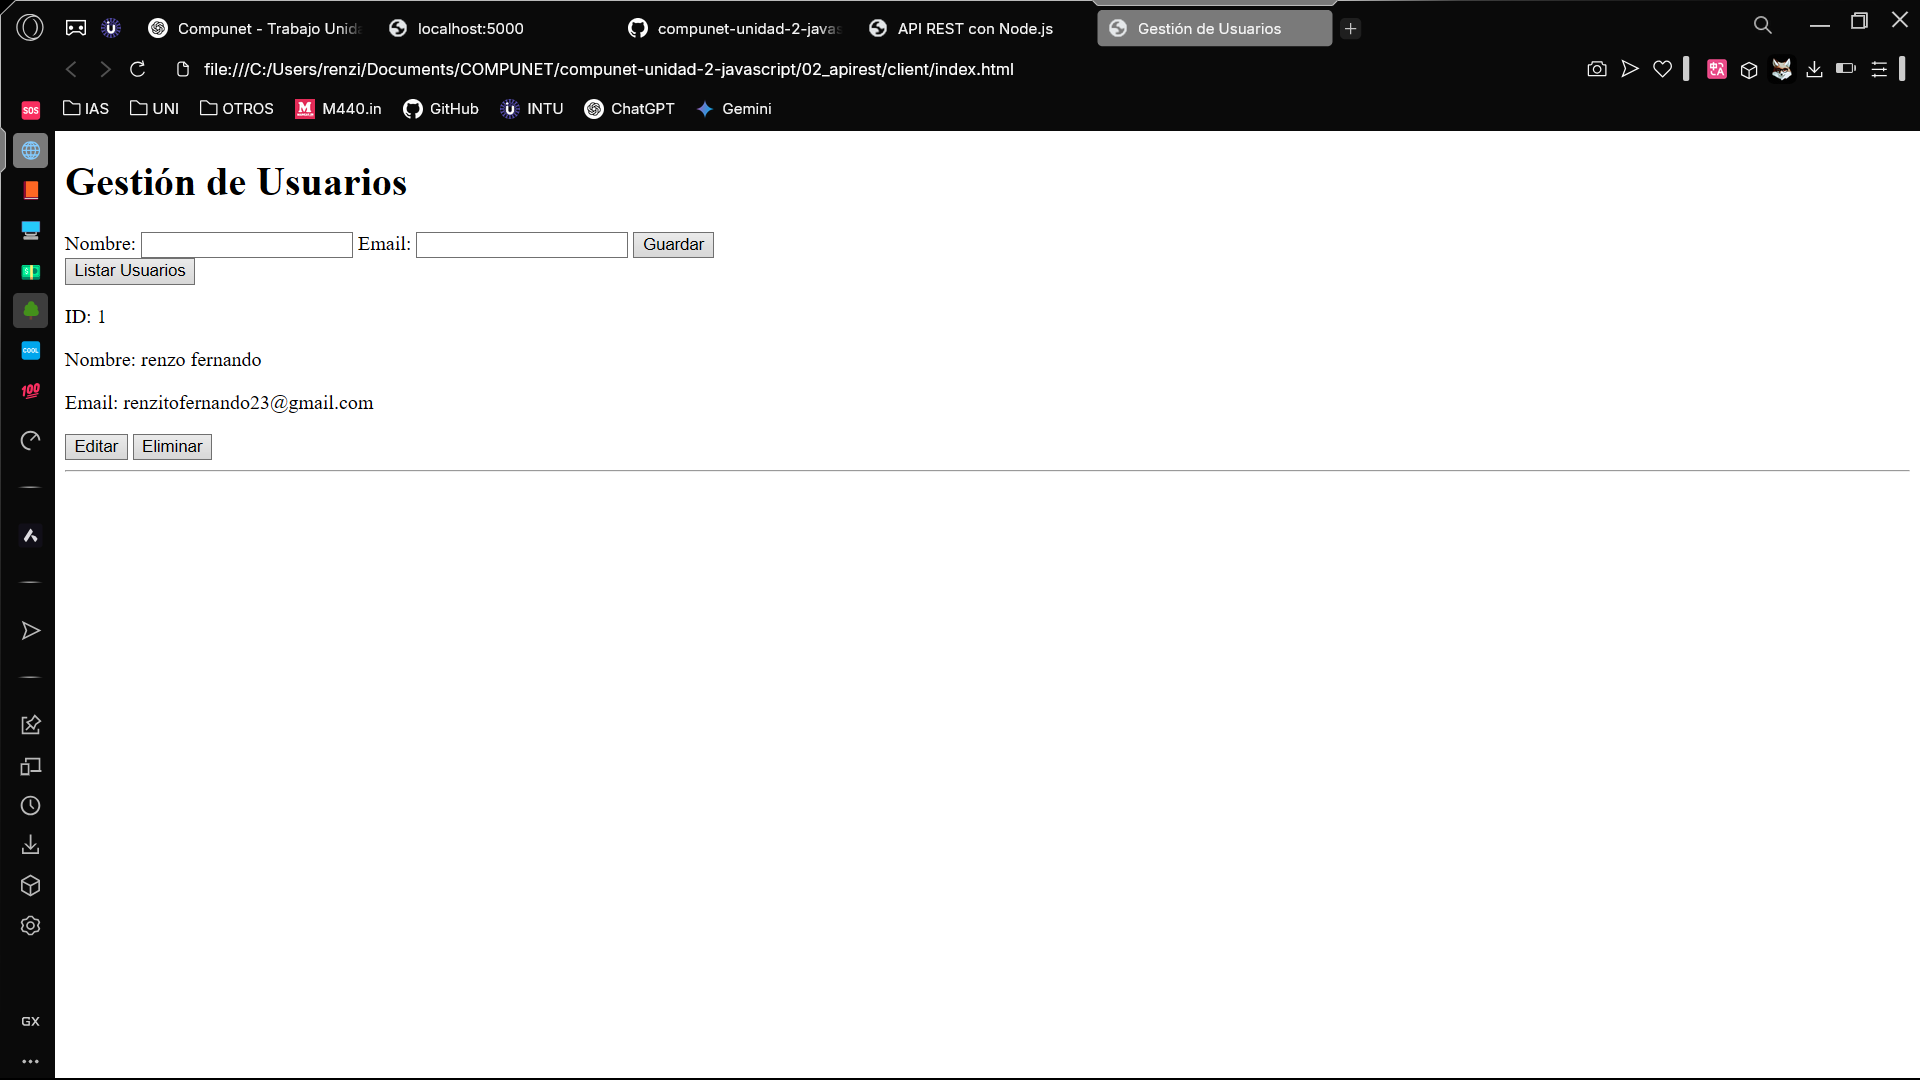 Compunet - Trabajo Unida
localhost:5000
compunet-unidad-2-javas
API REST con Node.js
Gestión de Usuarios
file:///C:/Users/renzi/Documents/COMPUNET/compunet-unidad-2-javascript/02_apirest/client/index.html
SOS
IAS
UNI
OTROS
M440.in
GitHub
INTU
ChatGPT
Gemini
Gestión de Usuarios
Nombre: Email: Guardar
Listar Usuarios
ID: 1
Nombre: renzo fernando
COOL
100
Email: renzitofernando23@gmail.com
Editar Eliminar
GX